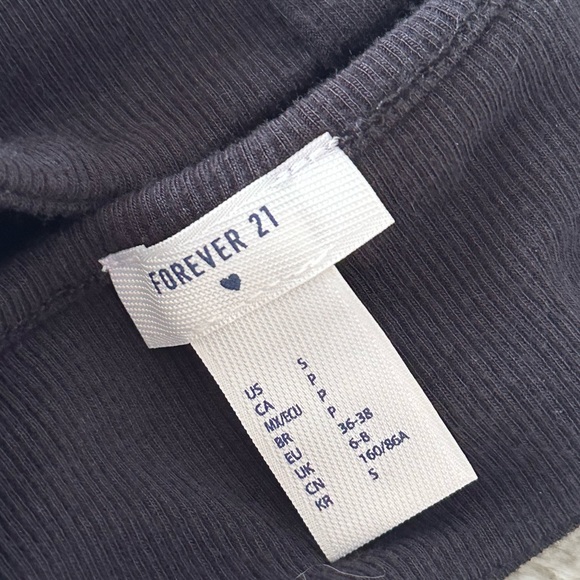 FOREVER 21
US S
CA P
MX/ECU P
BR P
EU 36-38
UK 6-8
CN 160/86A
KR S